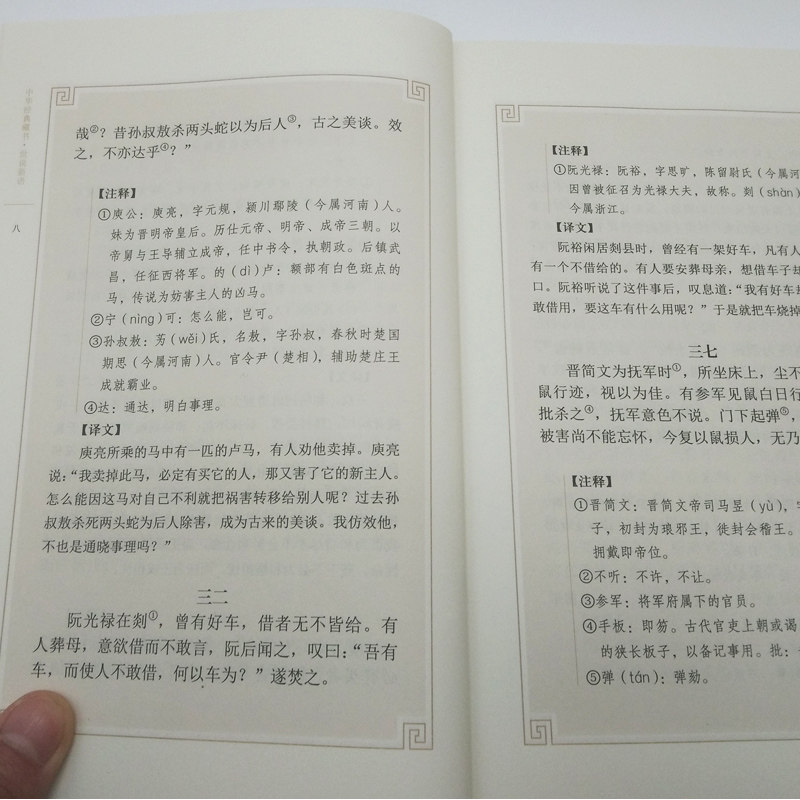 中华经典藏书·世说新语
八
哉②？昔孙叔敖杀两头蛇以为后人③，古之美谈。效
之，不亦达乎④？”
【注释】
①庾公：庾亮，字元规，颍川鄢陵（今属河南）人。
妹为晋明帝皇后。历仕元帝、明帝、成帝三朝。以
帝舅与王导辅立成帝，任中书令，执朝政。后镇武
昌，任征西将军。的（dì）卢：额部有白色斑点的
马，传说为妨害主人的凶马。
②宁（nìng）可：怎么能，岂可。
③孙叔敖：芳（wěi）氏，名敖，字孙叔，春秋时楚国
期思（今属河南）人。官令尹（楚相），辅助楚庄王
成就霸业。
④达：通达，明白事理。
【译文】
庾亮所乘的马中有一匹的卢马，有人劝他卖掉。庾亮
说：“我卖掉此马，必定有买它的人，那又害了它的新主人。
怎么能因这马对自己不利就把祸害转移给别人呢？过去孙
叔敖杀死两头蛇为后人除害，成为古来的美谈。我仿效他，
不也是通晓事理吗？”
三二
阮光禄在剡①，曾有好车，借者无不皆给。有
人葬母，意欲借而不敢言，阮后闻之，叹曰：“吾有
车，而使人不敢借，何以车为？”遂焚之。
【注释】
①阮光禄：阮裕，字思旷，陈留尉氏（今属河
因曾被征召为光禄大夫，故称。剡（shàn）
今属浙江。
【译文】
阮裕闲居剡县时，曾经有一架好车，凡有人
有一个不借给的。有人要安葬母亲，想借车子却
口。阮裕听说了这件事后，叹息道：“我有好车却
敢借用，要这车有什么用呢？”于是就把车烧掉
三七
晋简文为抚军时①，所坐床上，尘不
鼠行迹，视以为佳。有参军见鼠白日行
批杀之④，抚军意色不说。门下起弹⑤，
被害尚不能忘怀，今复以鼠损人，无乃
【注释】
①晋简文：晋简文帝司马昱（yù），字
子，初封为琅邪王，徙封会稽王。
拥戴即帝位。
②不听：不许，不让。
③参军：将军府属下的官员。
④手板：即笏。古代官吏上朝或谒
的狭长板子，以备记事用。批：
⑤弹（tán）：弹劾。